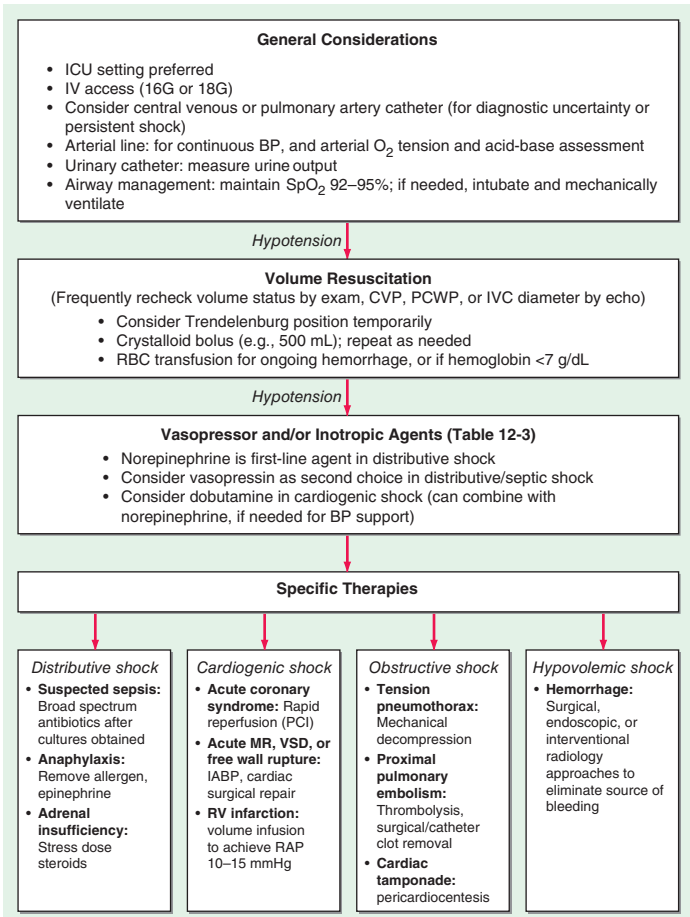 General Considerations
• ICU setting preferred
• IV access (16G or 18G)
• Consider central venous or pulmonary artery catheter (for diagnostic uncertainty or
persistent shock)
• Arterial line: for continuous BP, and arterial O2 tension and acid-base assessment
• Urinary catheter: measure urine output
• Airway management: maintain SpO2 92–95%; if needed, intubate and mechanically
ventilate
Hypotension
Volume Resuscitation
(Frequently recheck volume status by exam, CVP, PCWP, or IVC diameter by echo)
• Consider Trendelenburg position temporarily
• Crystalloid bolus (e.g., 500 mL); repeat as needed
• RBC transfusion for ongoing hemorrhage, or if hemoglobin <7 g/dL
Hypotension
Vasopressor and/or Inotropic Agents (Table 12-3)
• Norepinephrine is first-line agent in distributive shock
• Consider vasopressin as second choice in distributive/septic shock
• Consider dobutamine in cardiogenic shock (can combine with
norepinephrine, if needed for BP support)
Specific Therapies
Distributive shock
• Suspected sepsis:
Broad spectrum
antibiotics after
cultures obtained
• Anaphylaxis:
Remove allergen,
epinephrine
• Adrenal
insufficiency:
Stress dose
steroids
Cardiogenic shock
• Acute coronary
syndrome: Rapid
reperfusion (PCI)
• Acute MR, VSD, or
free wall rupture:
IABP, cardiac
surgical repair
• RV infarction:
volume infusion
to achieve RAP
10–15 mmHg
Obstructive shock
• Tension
pneumothorax:
Mechanical
decompression
• Proximal
pulmonary
embolism:
Thrombolysis,
surgical/catheter
clot removal
• Cardiac
tamponade:
pericardiocentesis
Hypovolemic shock
• Hemorrhage:
Surgical,
endoscopic, or
interventional
radiology
approaches to
eliminate source of
bleeding